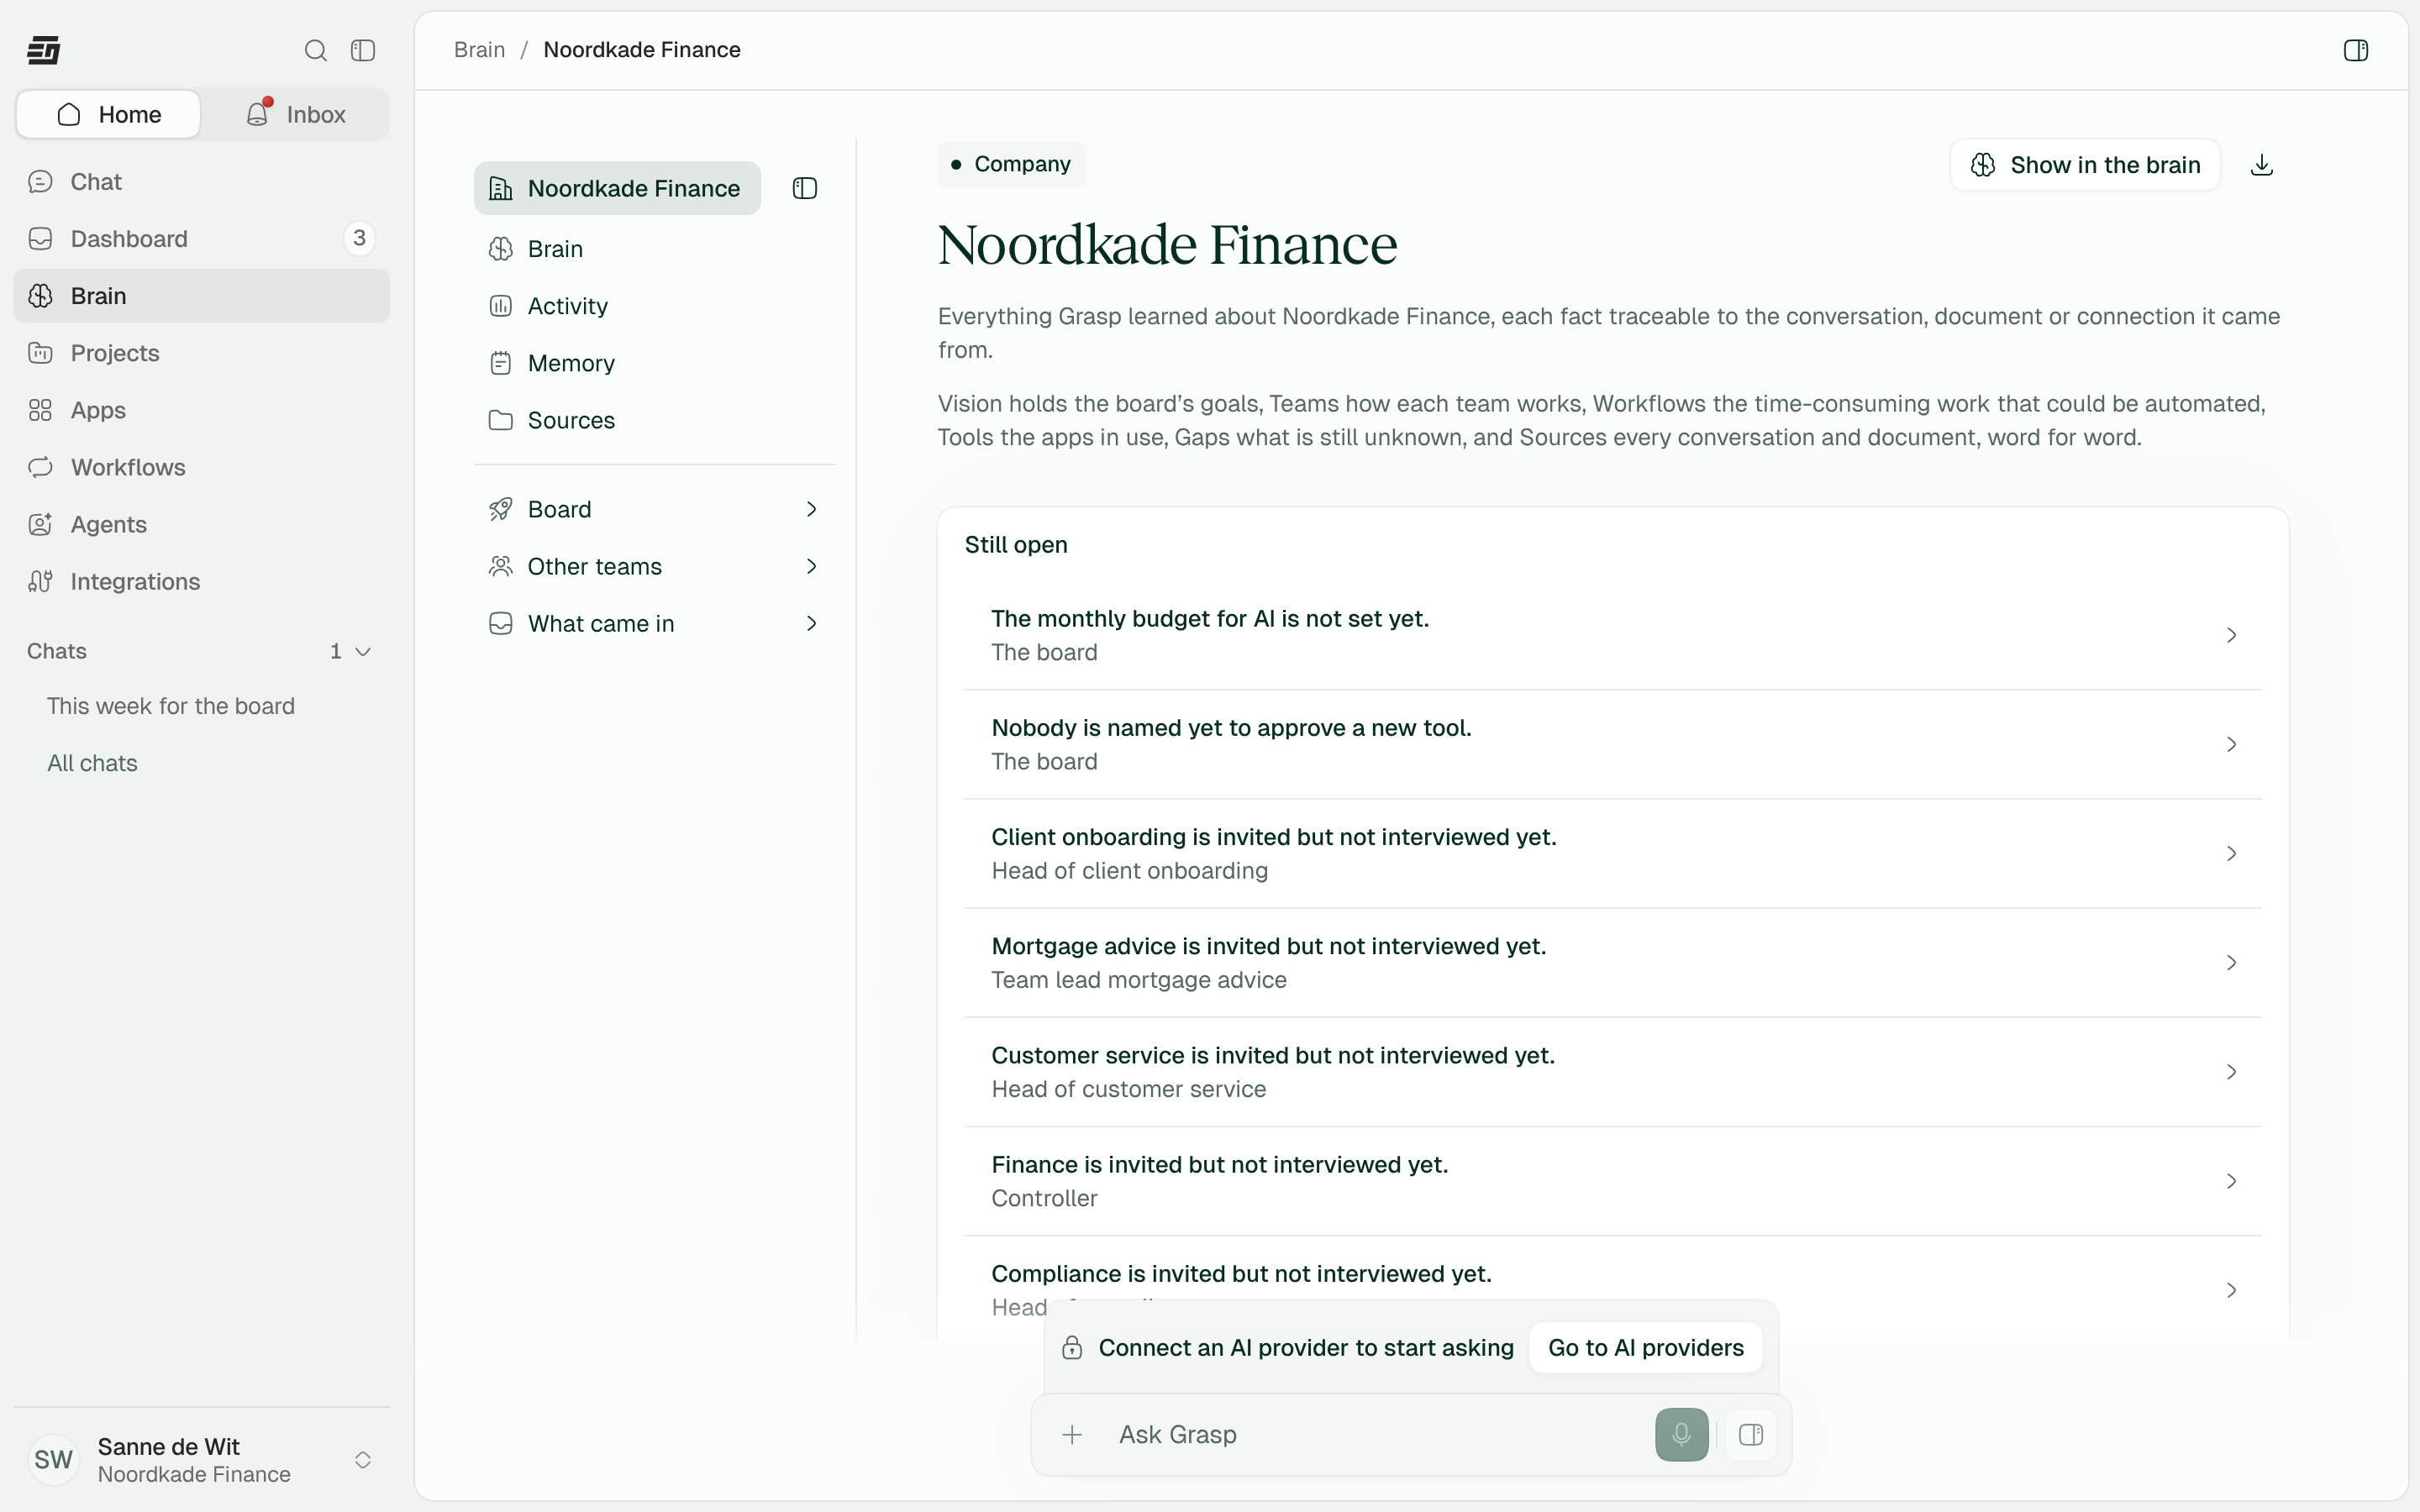 Home
Inbox
Chat
Dashboard
3
Brain
Projects
Apps
Workflows
Agents
Integrations
Chats
1
This week for the board
All chats
SW
Sanne de Wit
Noordkade Finance
Brain / Noordkade Finance
Noordkade Finance
Brain
Activity
Memory
Sources
Board
Other teams
What came in
Company
Show in the brain
Noordkade Finance
Everything Grasp learned about Noordkade Finance, each fact traceable to the conversation, document or connection it came
from.
Vision holds the board’s goals, Teams how each team works, Workflows the time-consuming work that could be automated,
Tools the apps in use, Gaps what is still unknown, and Sources every conversation and document, word for word.
Still open
The monthly budget for AI is not set yet.
The board
Nobody is named yet to approve a new tool.
The board
Client onboarding is invited but not interviewed yet.
Head of client onboarding
Mortgage advice is invited but not interviewed yet.
Team lead mortgage advice
Customer service is invited but not interviewed yet.
Head of customer service
Finance is invited but not interviewed yet.
Controller
Compliance is invited but not interviewed yet.
Head
Connect an AI provider to start asking
Go to AI providers
Ask Grasp